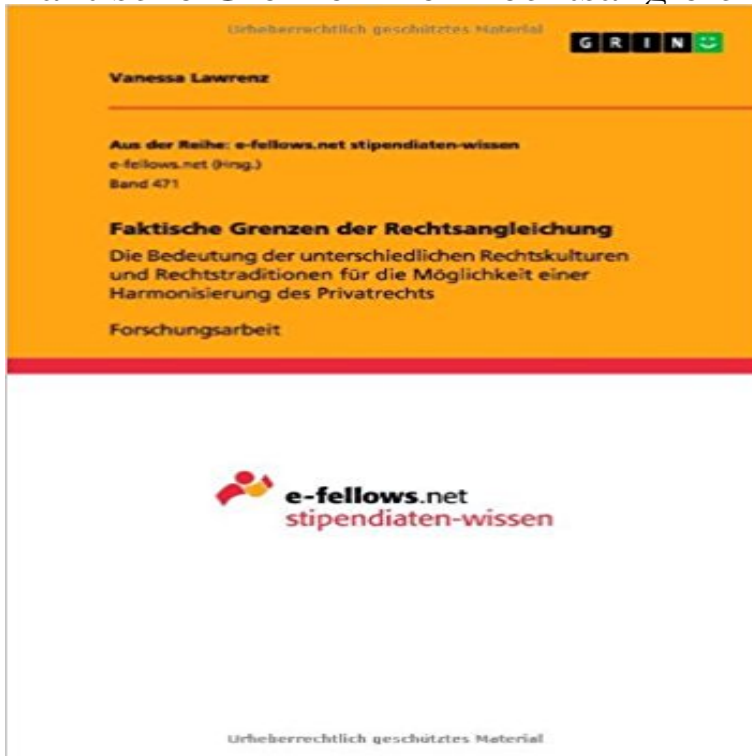 Urheberrechtlich geschütztes Material
GRIN
Vanessa Lawrenz
Aus der Reihe: e-fellows.net stipendiaten-wissen
e-fellows.net (Hrsg.)
Band 471
Faktische Grenzen der Rechtsangleichung
Die Bedeutung der unterschiedlichen Rechtskulturen
und Rechtstraditionen für die Möglichkeit einer
Harmonisierung des Privatrechts
Forschungsarbeit
e-fellows.net
stipendiaten-wissen
Urheberrechtlich geschütztes Material